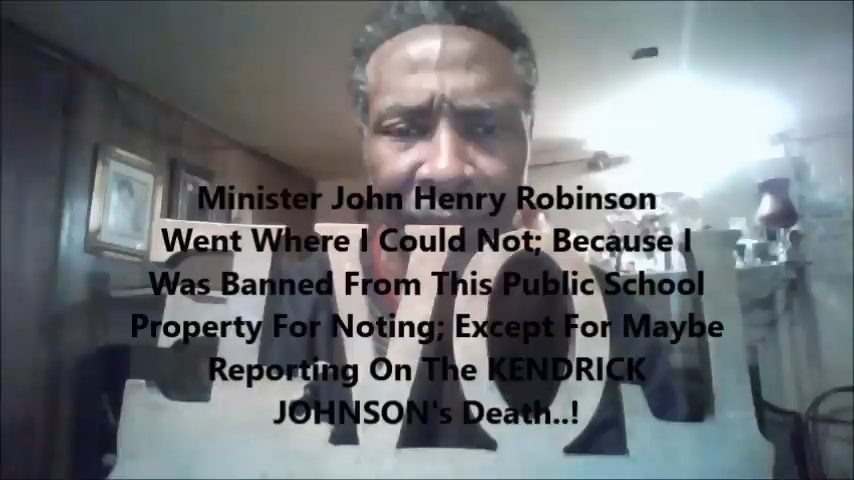 Minister John Henry Robinson
Went Where I Could Not; Because I
Was Banned From This Public School
Property For Noting; Except For Maybe
Reporting On The KENDRICK
JOHNSON's Death..!